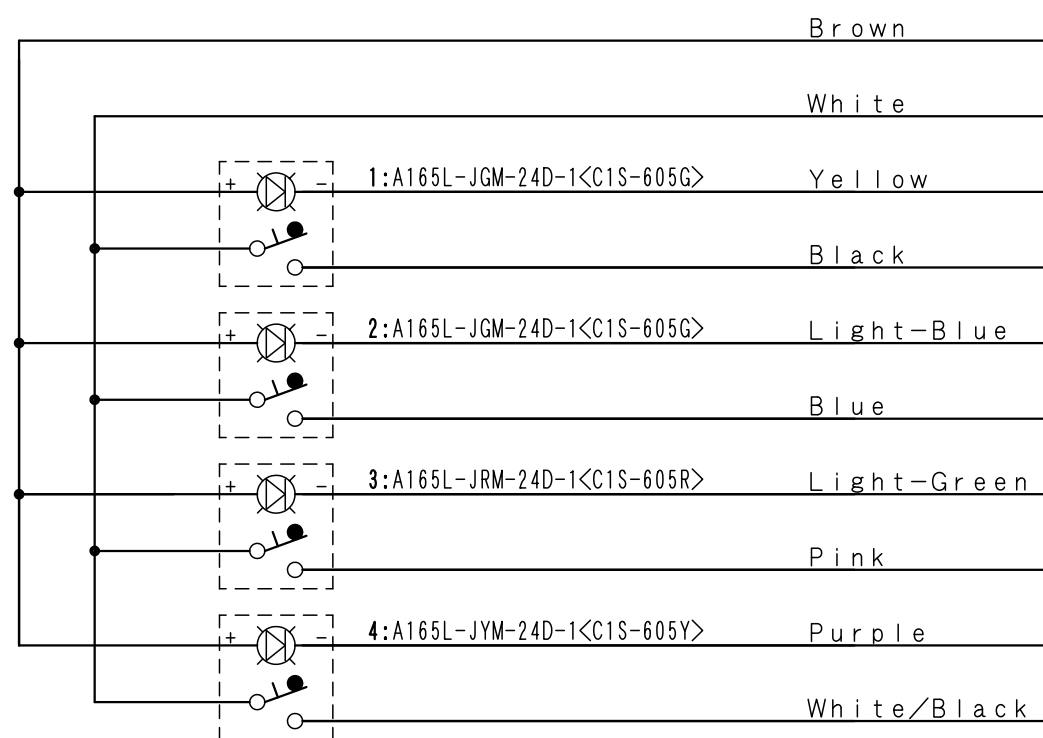 Brown
White
+ - 1:A165L-JGM-24D-1<C1S-605G> Yellow
Black
+ - 2:A165L-JGM-24D-1<C1S-605G> Light-Blue
Blue
+ - 3:A165L-JRM-24D-1<C1S-605R> Light-Green
Pink
+ - 4:A165L-JYM-24D-1<C1S-605Y> Purple
White/Black